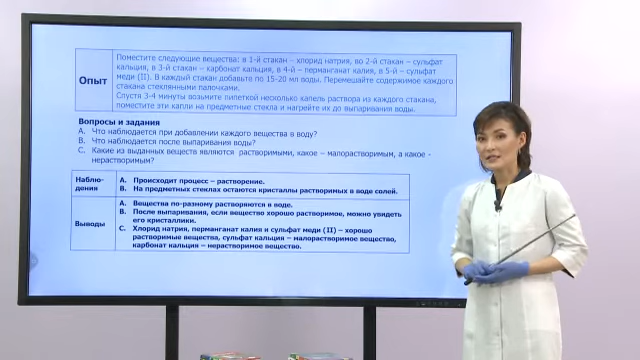 Опыт
Поместите следующие вещества: в 1-й стакан – хлорид натрия, во 2-й стакан – сульфат
кальция, в 3-й стакан – карбонат кальция, в 4-й – перманганат калия, в 5-й – сульфат
меди (II). В каждый стакан добавьте по 15-20 мл воды. Перемешайте содержимое каждого
стакана стеклянными палочками.
Спустя 3-4 минуты возьмите пипеткой несколько капель раствора из каждого стакана,
поместите эти капли на предметные стекла и нагрейте их до выпаривания воды.
Вопросы и задания
A. Что наблюдается при добавлении каждого вещества в воду?
B. Что наблюдается после выпаривания воды?
C. Какие из выданных веществ являются растворимыми, какое – малорастворимым, а какое -
нерастворимым?
Наблю-
дения
A. Происходит процесс – растворение.
B. На предметных стеклах остаются кристаллы растворимых в воде солей.
Выводы
A. Вещества по-разному растворяются в воде.
B. После выпаривания, если вещество хорошо растворимое, можно увидеть
его кристаллики.
C. Хлорид натрия, перманганат калия и сульфат меди (II) – хорошо
растворимые вещества, сульфат кальция – малорастворимое вещество,
карбонат кальция – нерастворимое вещество.